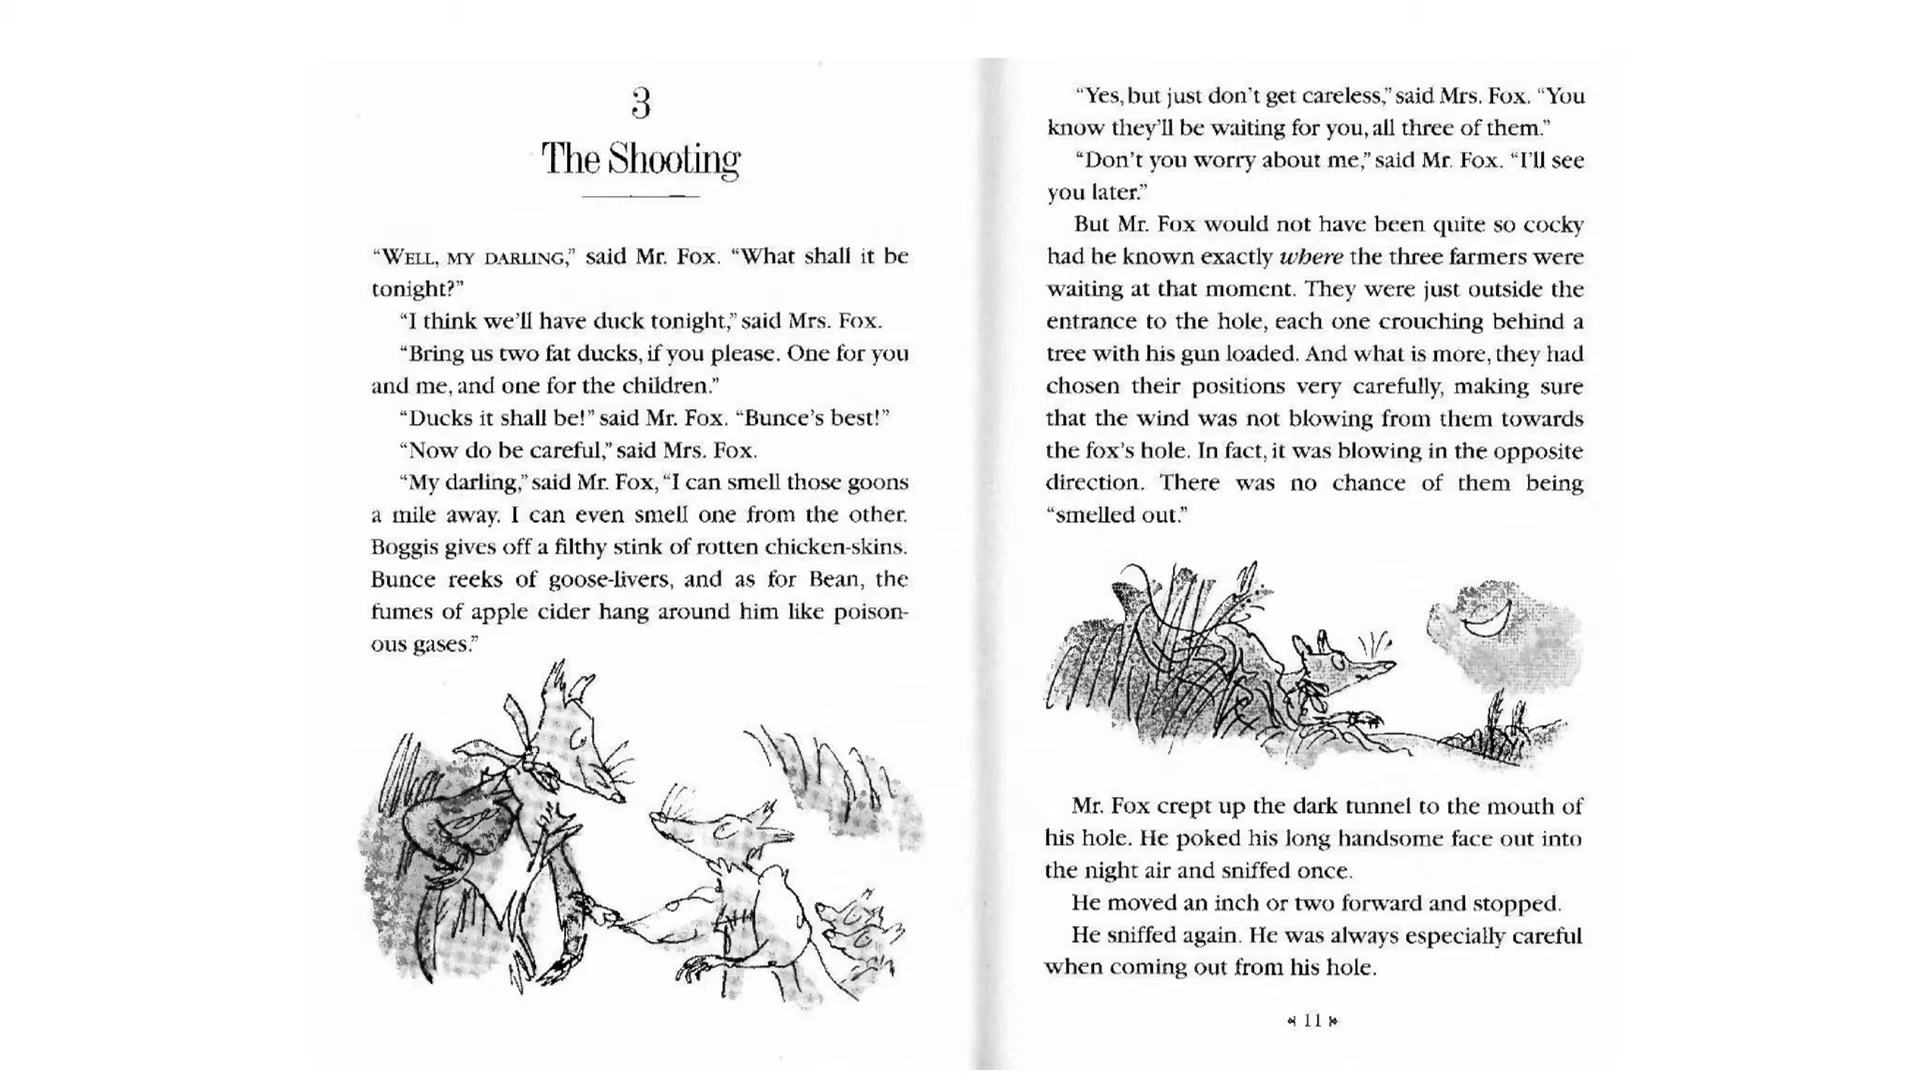 3
The Shooting
“WELL, MY DARLING,” said Mr. Fox. “What shall it be
tonight?”
“I think we’ll have duck tonight,” said Mrs. Fox.
“Bring us two fat ducks, if you please. One for you
and me, and one for the children.”
“Ducks it shall be!” said Mr. Fox. “Bunce’s best!”
“Now do be careful,” said Mrs. Fox.
“My darling,” said Mr. Fox, “I can smell those goons
a mile away. I can even smell one from the other.
Boggis gives off a filthy stink of rotten chicken-skins.
Bunce reeks of goose-livers, and as for Bean, the
fumes of apple cider hang around him like poison-
ous gases.”
“Yes, but just don’t get careless,” said Mrs. Fox. “You
know they’ll be waiting for you, all three of them.”
“Don’t you worry about me,” said Mr. Fox. “I’ll see
you later.”
But Mr. Fox would not have been quite so cocky
had he known exactly where the three farmers were
waiting at that moment. They were just outside the
entrance to the hole, each one crouching behind a
tree with his gun loaded. And what is more, they had
chosen their positions very carefully, making sure
that the wind was not blowing from them towards
the fox’s hole. In fact, it was blowing in the opposite
direction. There was no chance of them being
“smelled out.”
Mr. Fox crept up the dark tunnel to the mouth of
his hole. He poked his long handsome face out into
the night air and sniffed once.
He moved an inch or two forward and stopped.
He sniffed again. He was always especially careful
when coming out from his hole.
11